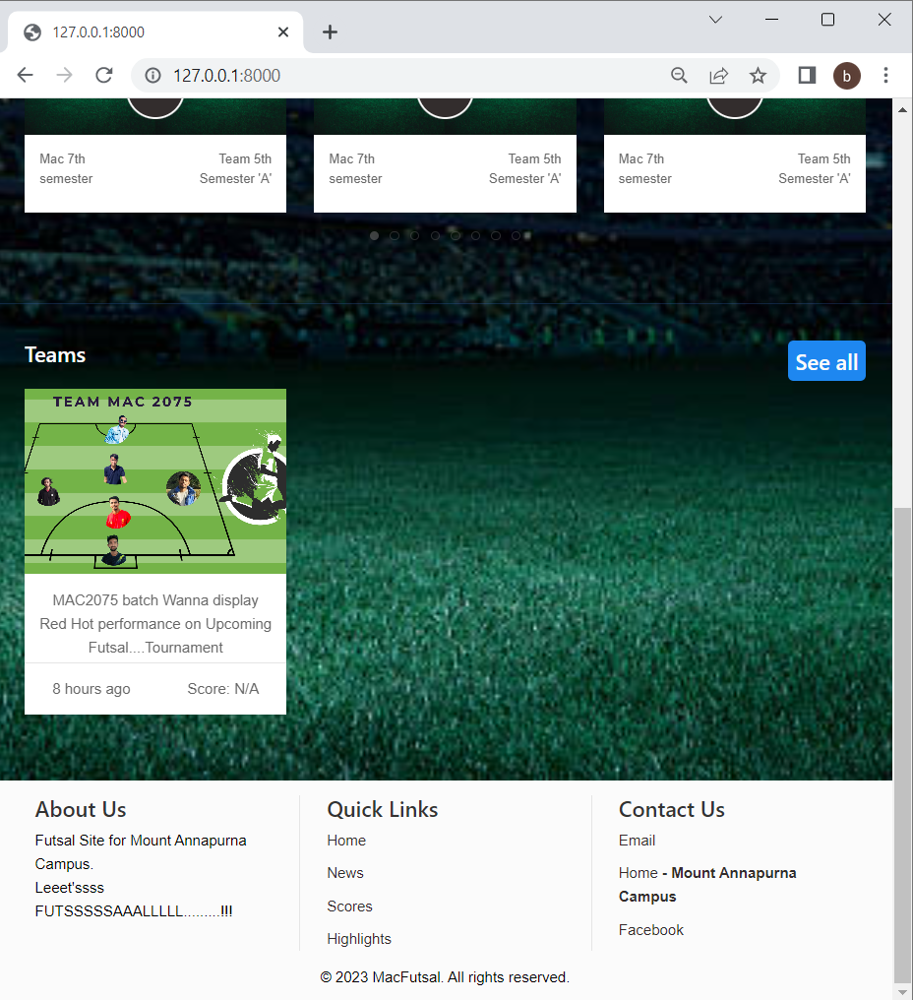 127.0.0.1:8000
127.0.0.1:8000
b
Mac 7th
semester
Team 5th
Semester 'A'
Mac 7th
semester
Team 5th
Semester 'A'
Mac 7th
semester
Team 5th
Semester 'A'
Teams
See all
TEAM MAC 2075
MAC2075 batch Wanna display
Red Hot performance on Upcoming
Futsal....Tournament
8 hours ago
Score: N/A
About Us
Futsal Site for Mount Annapurna
Campus.
Leeet'ssss
FUTSSSSSAAALLLLL.........!!!
Quick Links
Home
News
Scores
Highlights
Contact Us
Email
Home - Mount Annapurna
Campus
Facebook
© 2023 MacFutsal. All rights reserved.